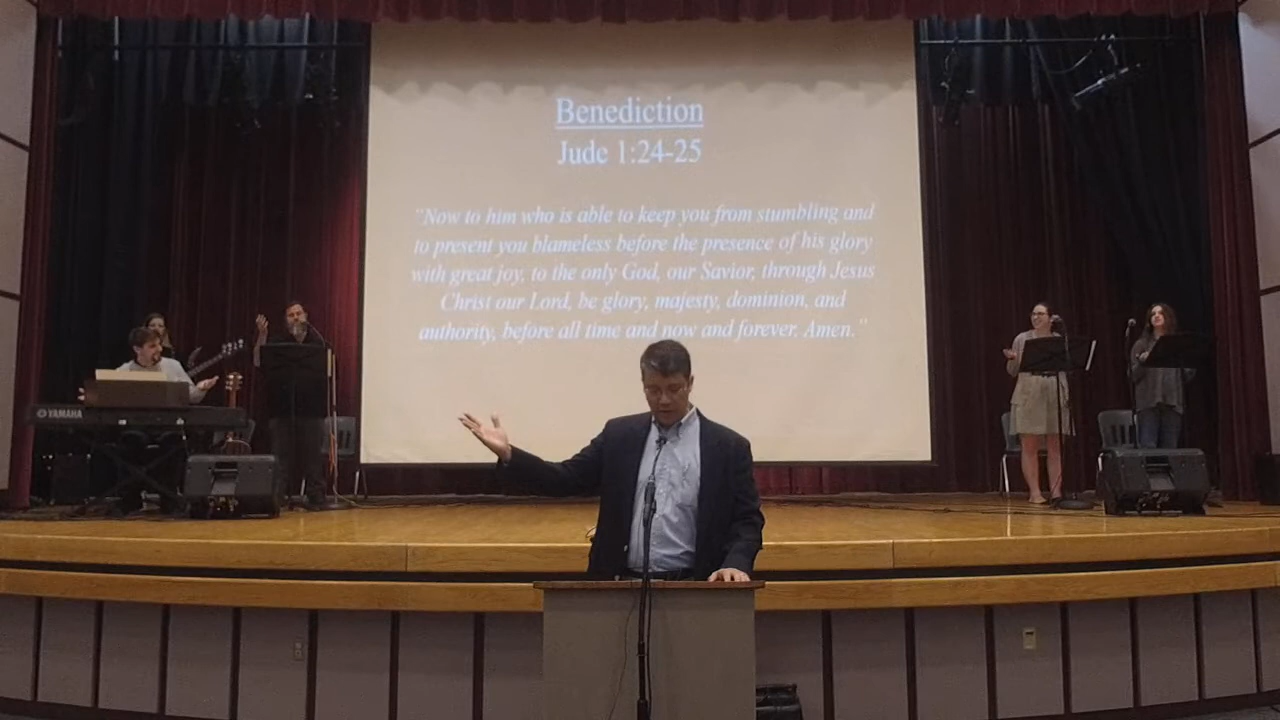 Benediction
Jude 1:24-25
"Now to him who is able to keep you from stumbling and
to present you blameless before the presence of his glory
with great joy, to the only God, our Savior, through Jesus
Christ our Lord, be glory, majesty, dominion, and
authority, before all time and now and forever. Amen."
YAMAHA